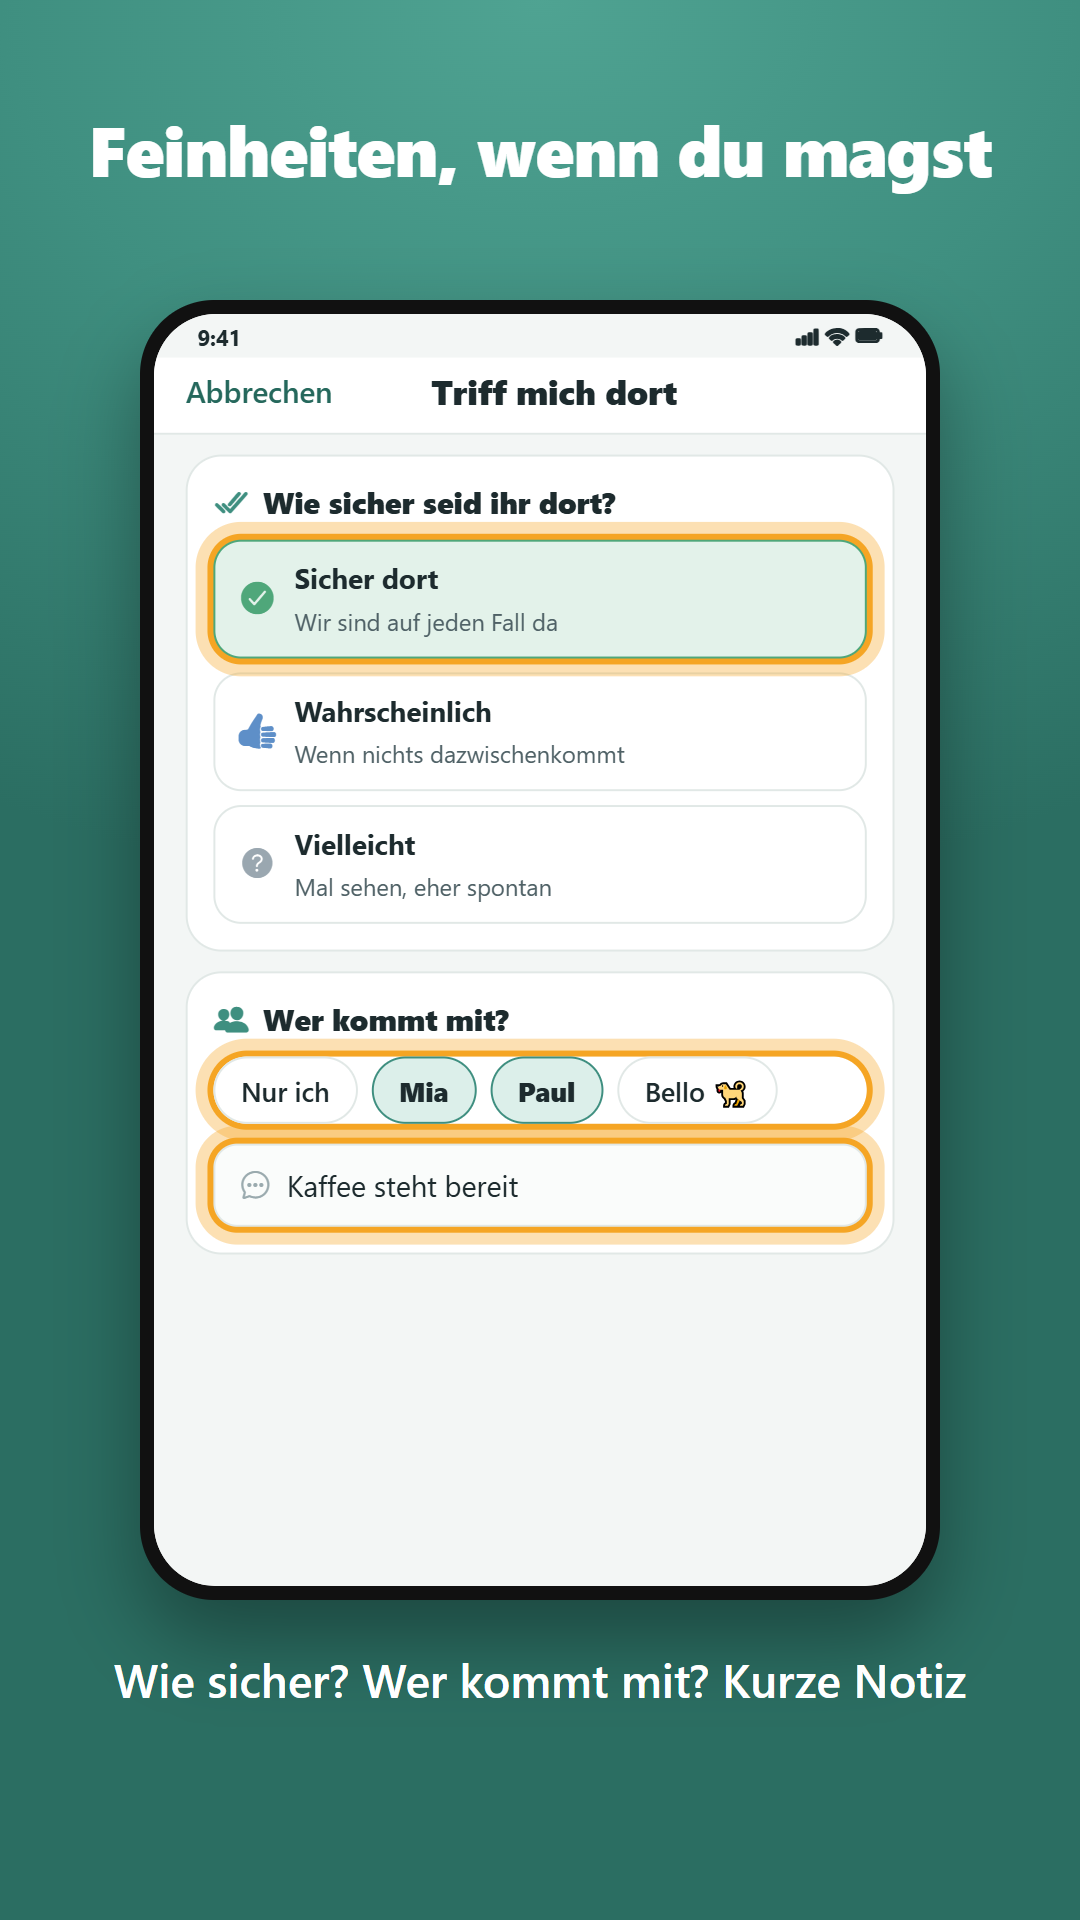 Feinheiten, wenn du magst
9:41
Abbrechen
Triff mich dort
Wie sicher seid ihr dort?
Sicher dort
Wir sind auf jeden Fall da
Wahrscheinlich
Wenn nichts dazwischenkommt
Vielleicht
Mal sehen, eher spontan
Wer kommt mit?
Nur ich Mia Paul Bello 🐕
Kaffee steht bereit
Wie sicher? Wer kommt mit? Kurze Notiz